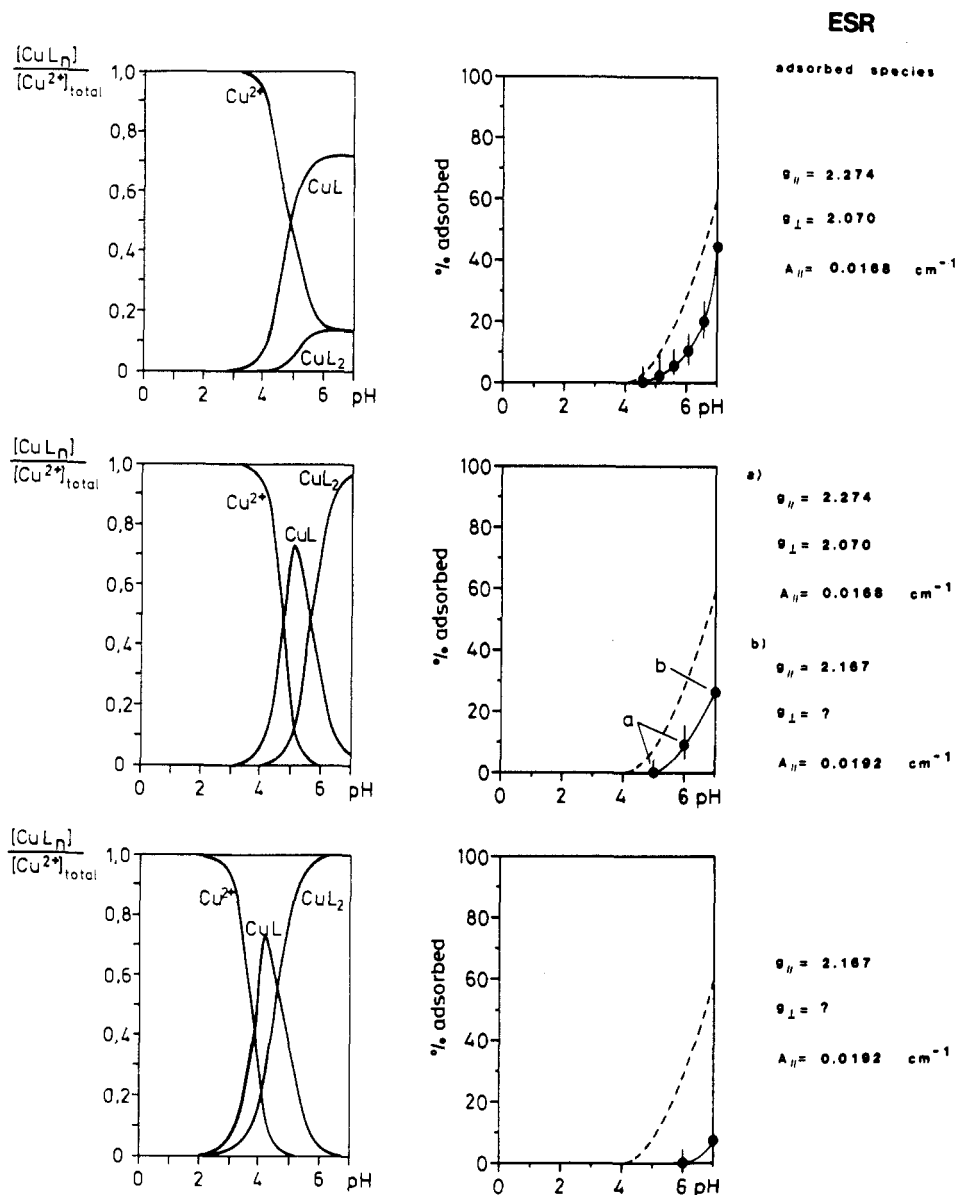 ESR
adsorbed species
[CuLn]
[Cu2+]total
1,0
0,8
0,6
0,4
0,2
0
Cu2+
CuL
CuL2
0 2 4 6 pH
% adsorbed
100
80
60
40
20
0
0 2 4 6 pH
g∥ = 2.274
g⊥ = 2.070
A∥ = 0.0168 cm-1
[CuLn]
[Cu2+]total
1,0
0,8
0,6
0,4
0,2
0
Cu2+
CuL
CuL2
0 2 4 6 pH
% adsorbed
100
80
60
40
20
0
a
b
0 2 4 6 pH
a)
g∥ = 2.274
g⊥ = 2.070
A∥ = 0.0168 cm-1
b)
g∥ = 2.167
g⊥ = ?
A∥ = 0.0192 cm-1
[CuLn]
[Cu2+]total
1,0
0,8
0,6
0,4
0,2
0
Cu2+
CuL
CuL2
0 2 4 6 pH
% adsorbed
100
80
60
40
20
0
0 2 4 6 pH
g∥ = 2.167
g⊥ = ?
A∥ = 0.0192 cm-1